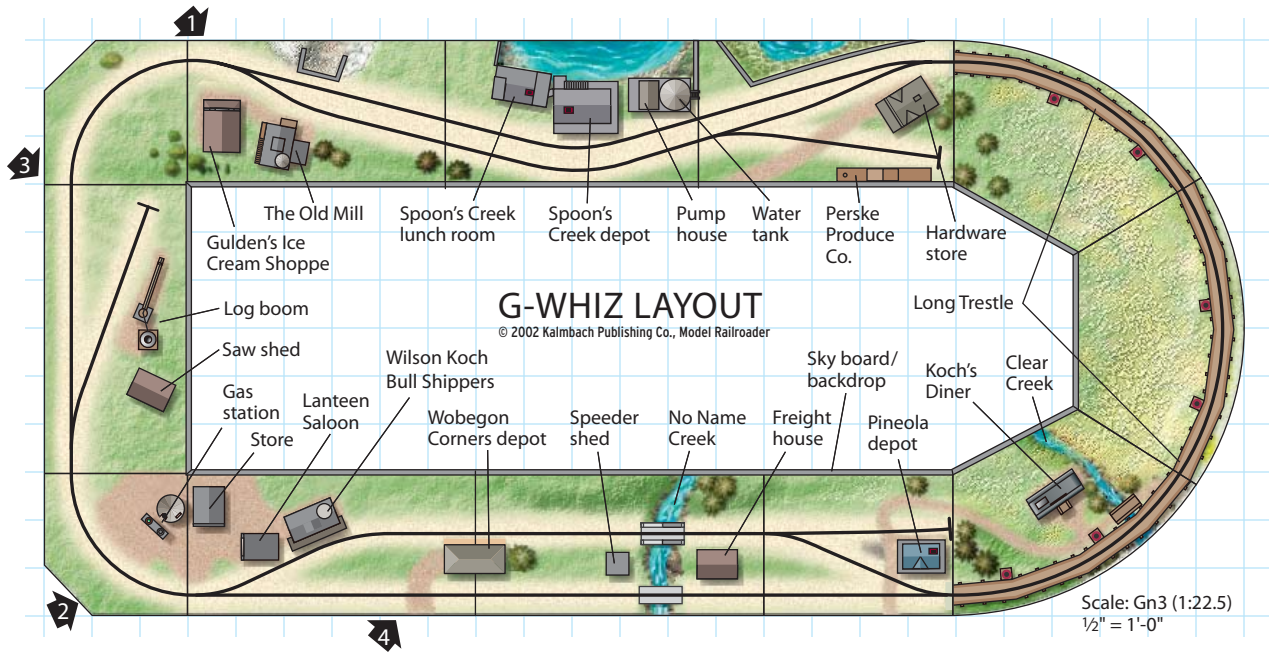 1
3
The Old Mill
Gulden's Ice
Cream Shoppe
Spoon's Creek
lunch room
Spoon's
Creek depot
Pump
house
Water
tank
Perske
Produce
Co.
Hardware
store
Log boom
G-WHIZ LAYOUT
© 2002 Kalmbach Publishing Co., Model Railroader
Long Trestle
Saw shed
Gas
station
Store
Lanteen
Saloon
Wilson Koch
Bull Shippers
Wobegon
Corners depot
Speeder
shed
No Name
Creek
Freight
house
Sky board/
backdrop
Pineola
depot
Koch's
Diner
Clear
Creek
2
4
Scale: Gn3 (1:22.5)
½" = 1'-0"